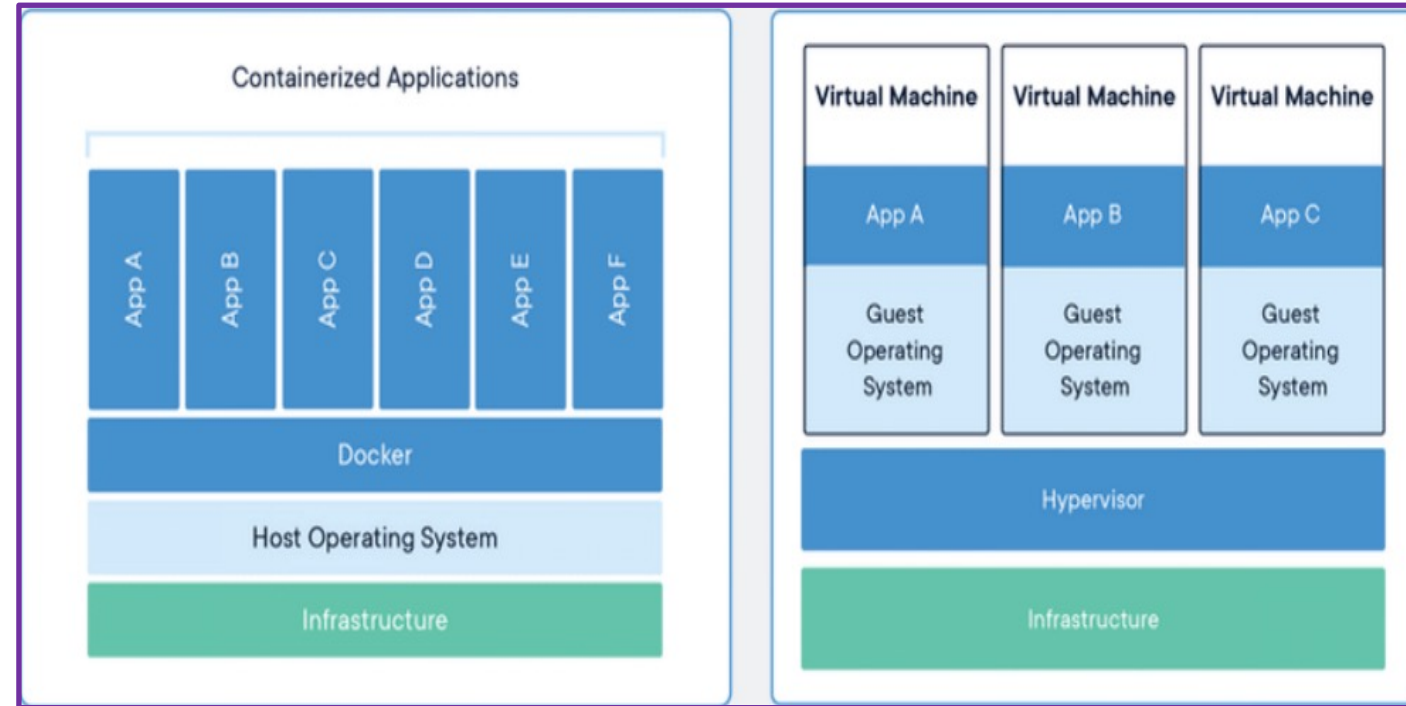 Containerized Applications
App A
App B
App C
App D
App E
App F
Docker
Host Operating System
Infrastructure
Virtual Machine
App A
Guest
Operating
System
Virtual Machine
App B
Guest
Operating
System
Virtual Machine
App C
Guest
Operating
System
Hypervisor
Infrastructure